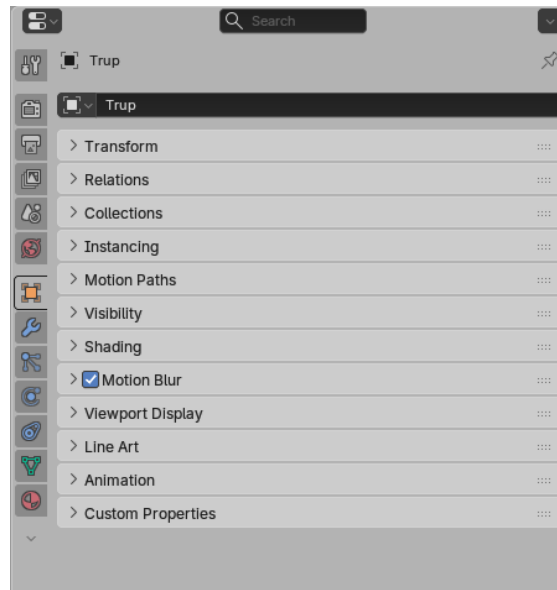 Search
Trup
Trup
Transform
Relations
Collections
Instancing
Motion Paths
Visibility
Shading
Motion Blur
Viewport Display
Line Art
Animation
Custom Properties